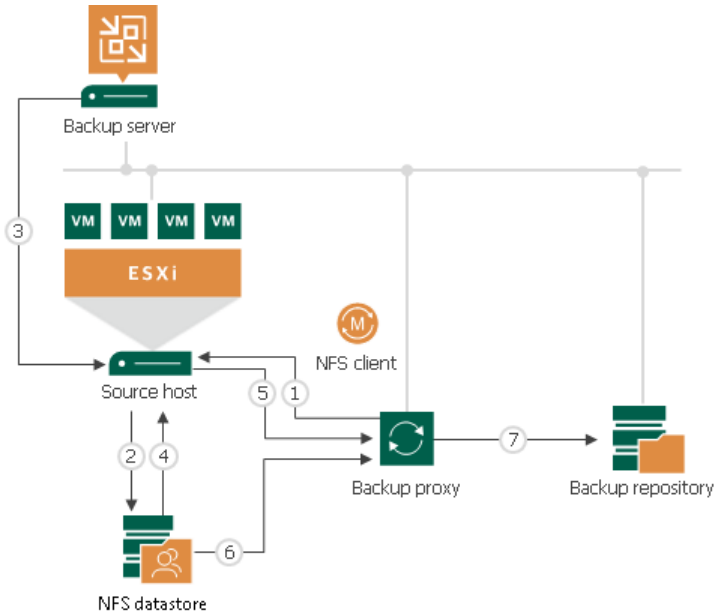 Backup server
3
VM VM VM VM
ESXi
M
NFS client
Source host
5 1
7
2 4
Backup proxy
Backup repository
6
NFS datastore